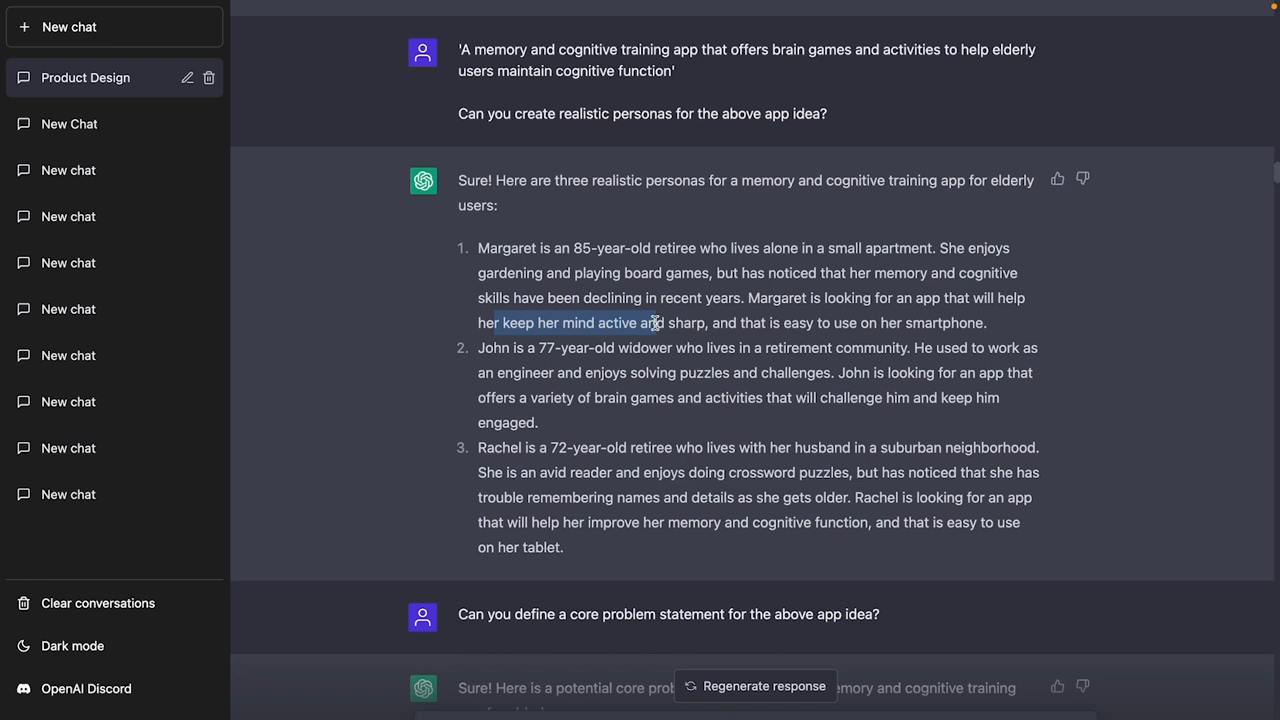 New chat
Product Design
New Chat
New chat
New chat
New chat
New chat
New chat
New chat
New chat
New chat
Clear conversations
Dark mode
OpenAI Discord
'A memory and cognitive training app that offers brain games and activities to help elderly
users maintain cognitive function'
Can you create realistic personas for the above app idea?
Sure! Here are three realistic personas for a memory and cognitive training app for elderly
users:
1. Margaret is an 85-year-old retiree who lives alone in a small apartment. She enjoys
gardening and playing board games, but has noticed that her memory and cognitive
skills have been declining in recent years. Margaret is looking for an app that will help
her keep her mind active and sharp, and that is easy to use on her smartphone.
2. John is a 77-year-old widower who lives in a retirement community. He used to work as
an engineer and enjoys solving puzzles and challenges. John is looking for an app that
offers a variety of brain games and activities that will challenge him and keep him
engaged.
3. Rachel is a 72-year-old retiree who lives with her husband in a suburban neighborhood.
She is an avid reader and enjoys doing crossword puzzles, but has noticed that she has
trouble remembering names and details as she gets older. Rachel is looking for an app
that will help her improve her memory and cognitive function, and that is easy to use
on her tablet.
Can you define a core problem statement for the above app idea?
Sure! Here is a potential core and cognitive training
Regenerate response